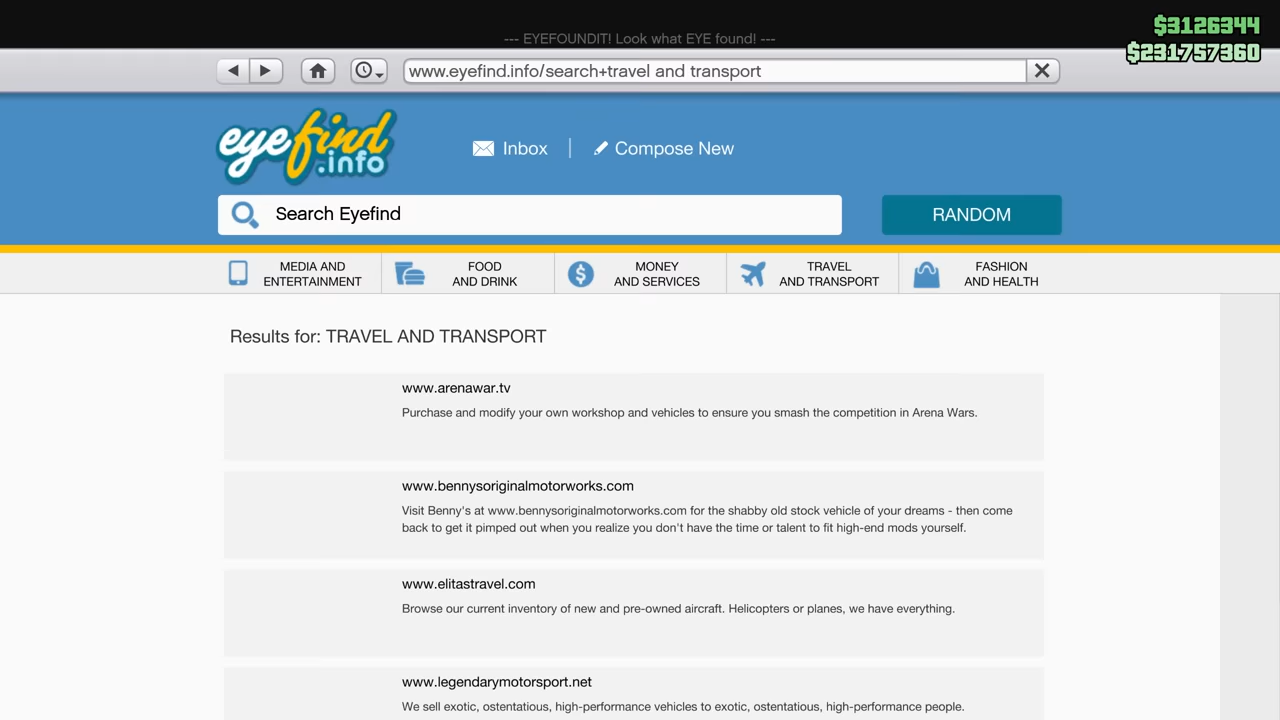 $3126344
--- EYEFOUNDIT! Look what EYE found! ---
$231757360
www.eyefind.info/search+travel and transport
eyefind
.info
Inbox
Compose New
Search Eyefind
RANDOM
MEDIA AND
ENTERTAINMENT
FOOD
AND DRINK
MONEY
AND SERVICES
TRAVEL
AND TRANSPORT
FASHION
AND HEALTH
Results for: TRAVEL AND TRANSPORT
www.arenawar.tv
Purchase and modify your own workshop and vehicles to ensure you smash the competition in Arena Wars.
www.bennysoriginalmotorworks.com
Visit Benny's at www.bennysoriginalmotorworks.com for the shabby old stock vehicle of your dreams - then come
back to get it pimped out when you realize you don't have the time or talent to fit high-end mods yourself.
www.elitastravel.com
Browse our current inventory of new and pre-owned aircraft. Helicopters or planes, we have everything.
www.legendarymotorsport.net
We sell exotic, ostentatious, high-performance vehicles to exotic, ostentatious, high-performance people.